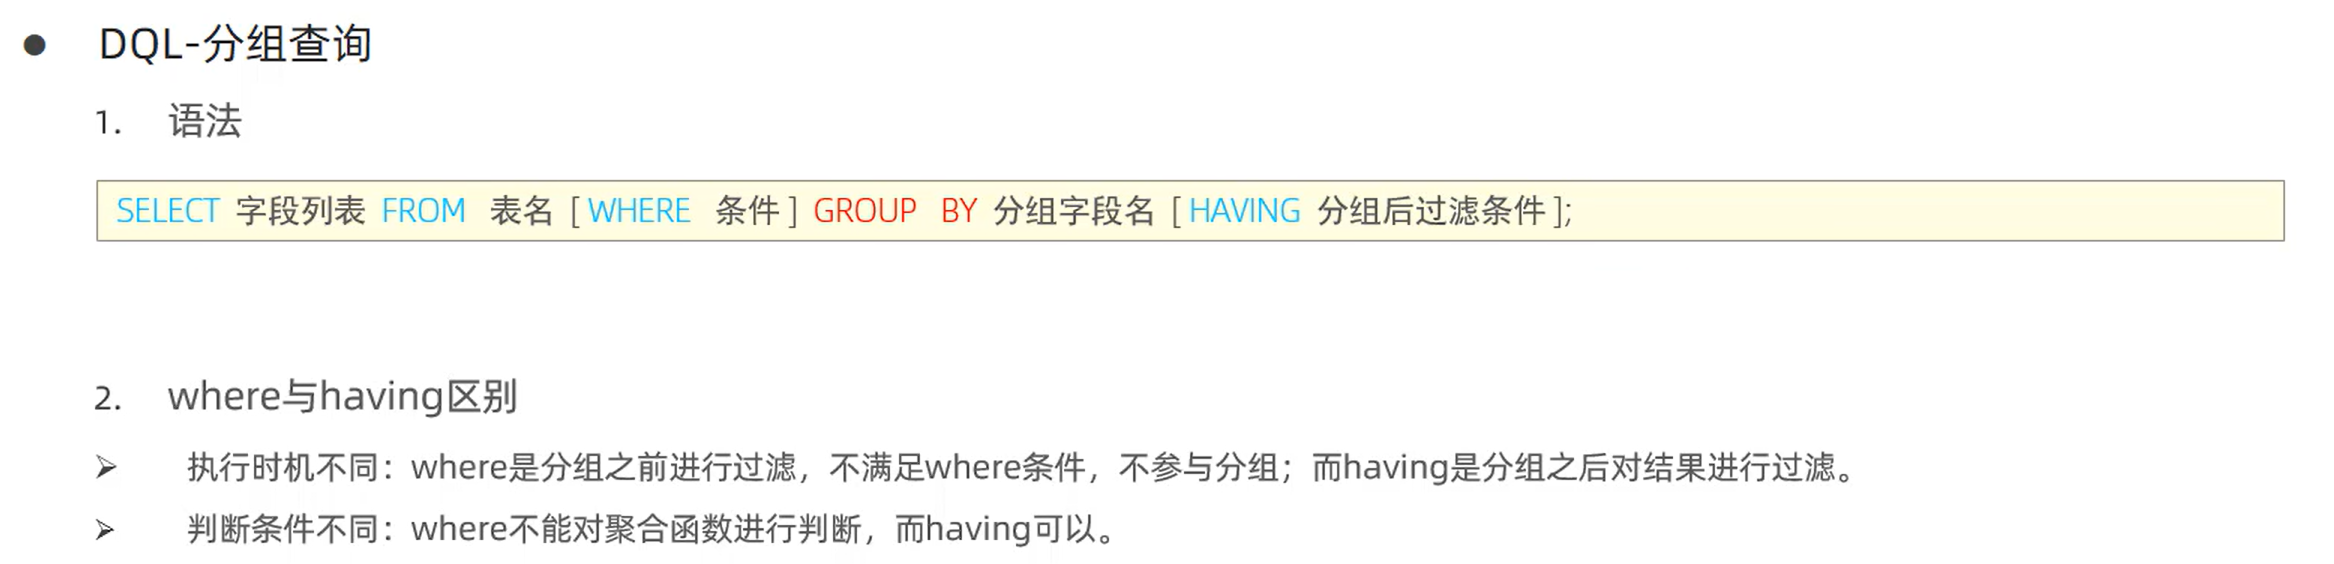 ● DQL-分组查询
1. 语法
SELECT 字段列表 FROM 表名 [ WHERE 条件 ] GROUP BY 分组字段名 [ HAVING 分组后过滤条件 ];
2. where与having区别
➢ 执行时机不同：where是分组之前进行过滤，不满足where条件，不参与分组；而having是分组之后对结果进行过滤。
➢ 判断条件不同：where不能对聚合函数进行判断，而having可以。